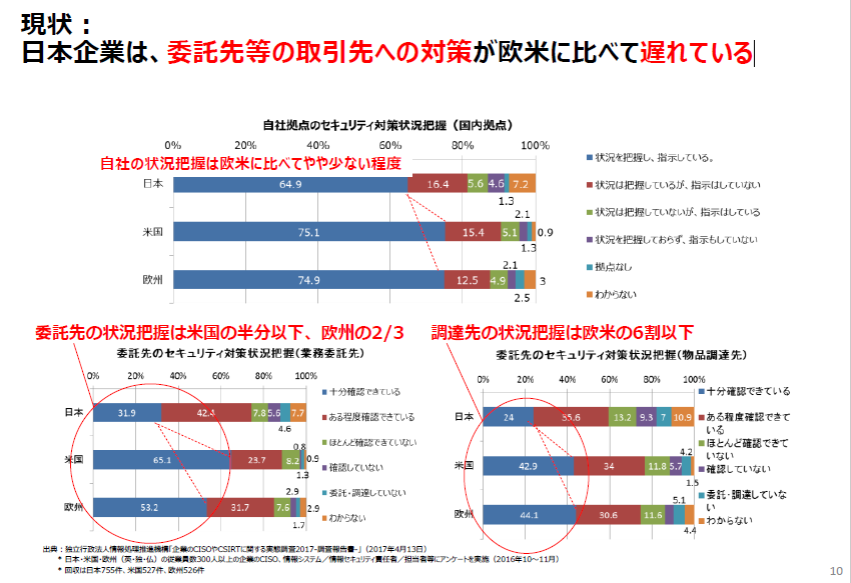 現状：
日本企業は、委託先等の取引先への対策が欧米に比べて遅れている
自社拠点のセキュリティ対策状況把握（国内拠点）
0% 20% 40% 60% 80% 100%
自社の状況把握は欧米に比べてやや少ない程度
日本 64.9 16.4 5.6 4.6 1.3 7.2
米国 75.1 15.4 5.1 2.1 1.3 0.9
欧州 74.9 12.5 4.9 2.1 2.5 3
状況を把握し、指示している。
状況は把握しているが、指示はしていない
状況は把握していないが、指示はしている
状況を把握しておらず、指示もしていない
拠点なし
わからない
委託先の状況把握は米国の半分以下、欧州の2/3
委託先のセキュリティ対策状況把握（業務委託先）
0% 20% 40% 60% 80% 100%
日本 31.9 42.4 7.8 5.6 4.6 7.7
米国 65.1 23.7 8.2 0.8 1.3 0.9
欧州 53.2 31.7 7.6 2.9 1.7 2.9
十分確認できている
ある程度確認できている
ほとんど確認できていない
確認していない
委託・調達していない
わからない
調達先の状況把握は欧米の6割以下
委託先のセキュリティ対策状況把握（物品調達先）
0% 20% 40% 60% 80% 100%
日本 24 35.6 13.2 9.3 7 10.9
米国 42.9 34 11.8 5.7 4.2 1.5
欧州 44.1 30.6 11.6 5.1 4.4
十分確認できている
ある程度確認できて
いる
ほとんど確認できて
いない
確認していない
委託・調達していな
い
わからない
出典：独立行政法人情報処理推進機構「企業のCISOやCSIRTに関する実態調査2017-調査報告書-」（2017年4月13日）
* 日本・米国・欧州（英・独・仏）の従業員数300人以上の企業のCISO、情報システム／情報セキュリティ責任者／担当者等にアンケートを実施（2016年10～11月）
* 回収は日本755件、米国527件、欧州526件
10